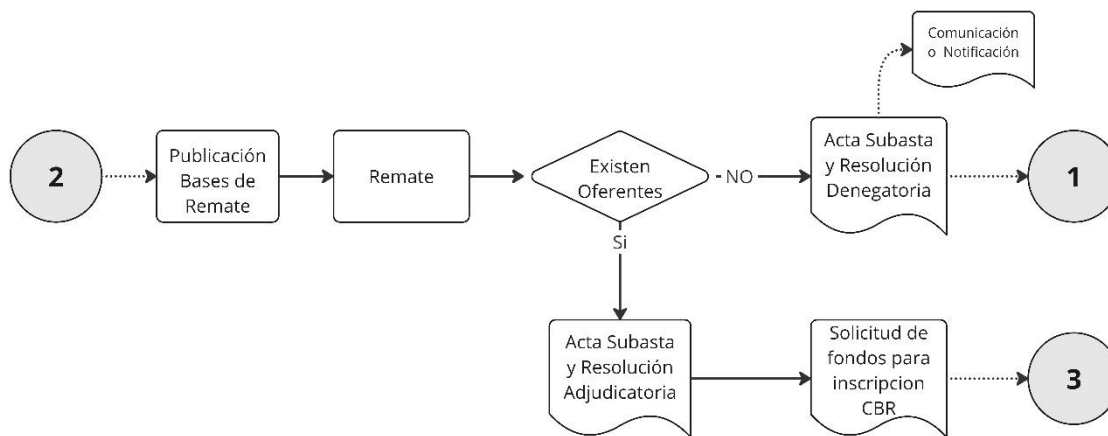 Comunicación
o Notificación
2
Publicación
Bases de
Remate
Remate
Existen
Oferentes
NO
Acta Subasta
y Resolución
Denegatoria
1
Si
Acta Subasta
y Resolución
Adjudicatoria
Solicitud de
fondos para
inscripcion
CBR
3